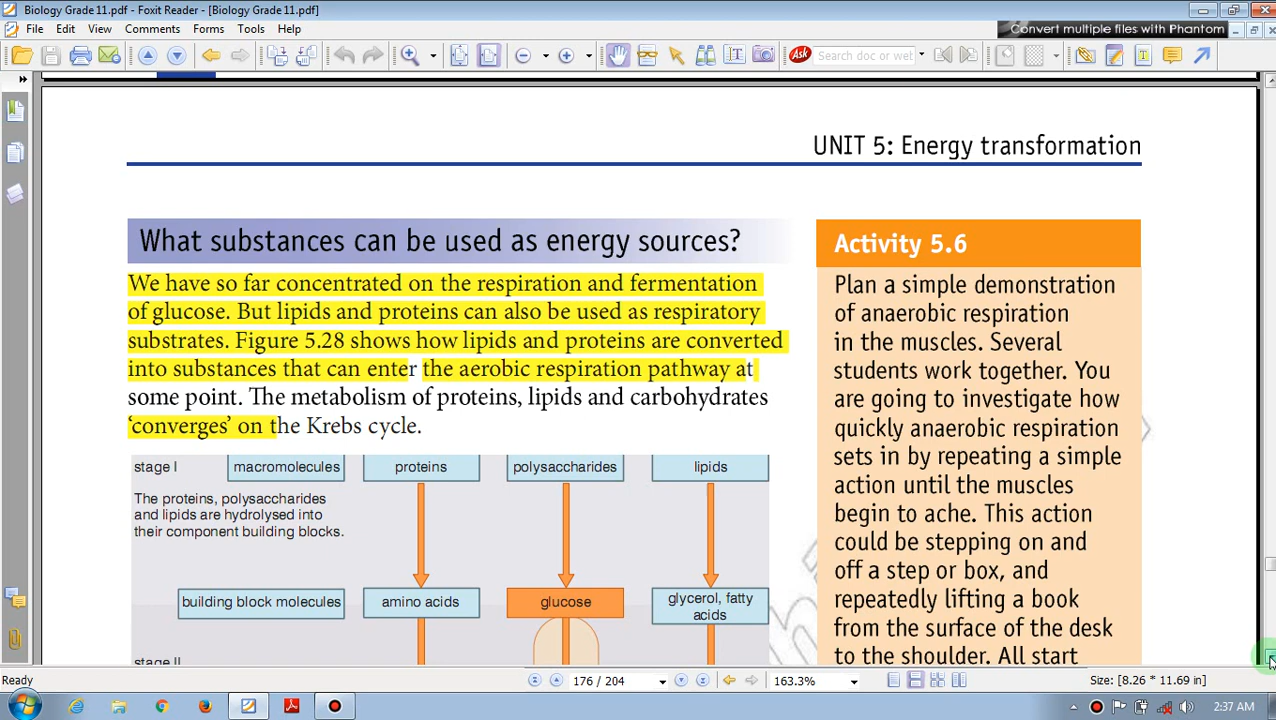 Biology Grade 11.pdf - Foxit Reader - [Biology Grade 11.pdf]
File Edit View Comments Forms Tools Help
Convert multiple files with Phantom
Ask
Search doc or wet
UNIT 5: Energy transformation
What substances can be used as energy sources?
We have so far concentrated on the respiration and fermentation
of glucose. But lipids and proteins can also be used as respiratory
substrates. Figure 5.28 shows how lipids and proteins are converted
into substances that can enter the aerobic respiration pathway at
some point. The metabolism of proteins, lipids and carbohydrates
‘converges’ on the Krebs cycle.
stage I
macromolecules
proteins
polysaccharides
lipids
The proteins, polysaccharides
and lipids are hydrolysed into
their component building blocks.
building block molecules
amino acids
glucose
glycerol, fatty
acids
stage II
Activity 5.6
Plan a simple demonstration
of anaerobic respiration
in the muscles. Several
students work together. You
are going to investigate how
quickly anaerobic respiration
sets in by repeating a simple
action until the muscles
begin to ache. This action
could be stepping on and
off a step or box, and
repeatedly lifting a book
from the surface of the desk
to the shoulder. All start
Ready
176 / 204
163.3%
Size: [8.26 * 11.69 in]
2:37 AM